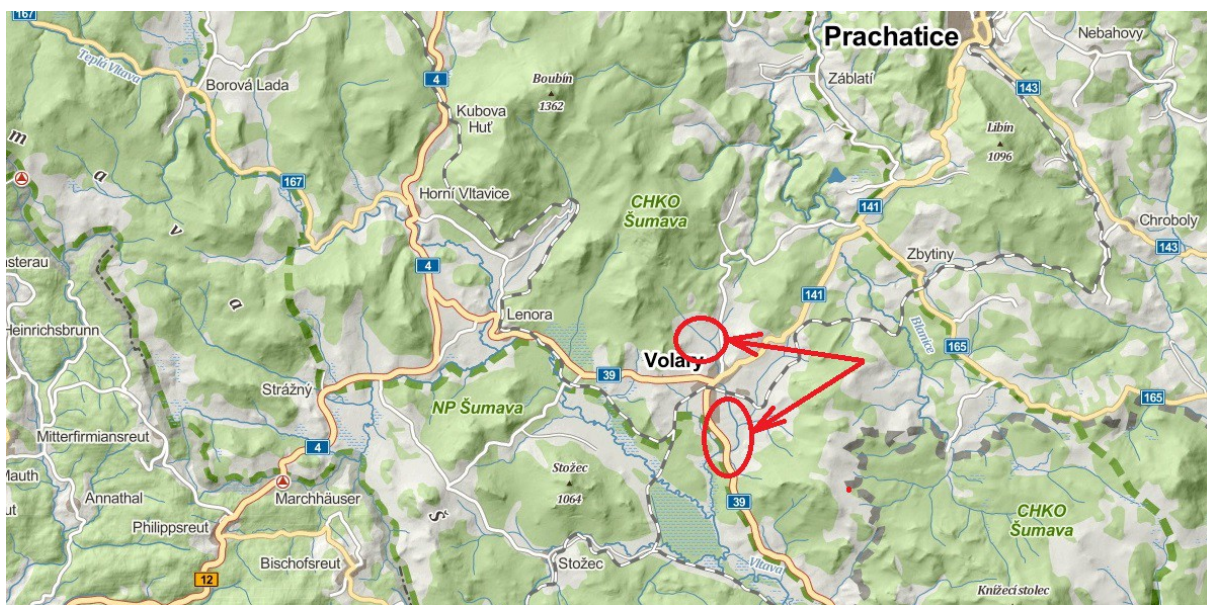 167
Prachatice
Nebahovy
Teplá Vltava
Borová Lada
4
Boubín
1362
Záblatí
143
Kubova
Huť
Libín
1096
m
a
v
a
167
Horní Vltavice
CHKO
Šumava
141
Chroboly
143
Zbytiny
sterau
4
141
Heinrichsbrunn
Lenora
Blanice
165
Volary
39
Strážný
NP Šumava
165
Mitterfirmiansreut
4
Mauth
Stožec
1064
Annathal
Marchhäuser
39
CHKO
Šumava
ut
Philippsreut
Š
Bischofsreut
Stožec
Vltava
12
Knížecí stolec